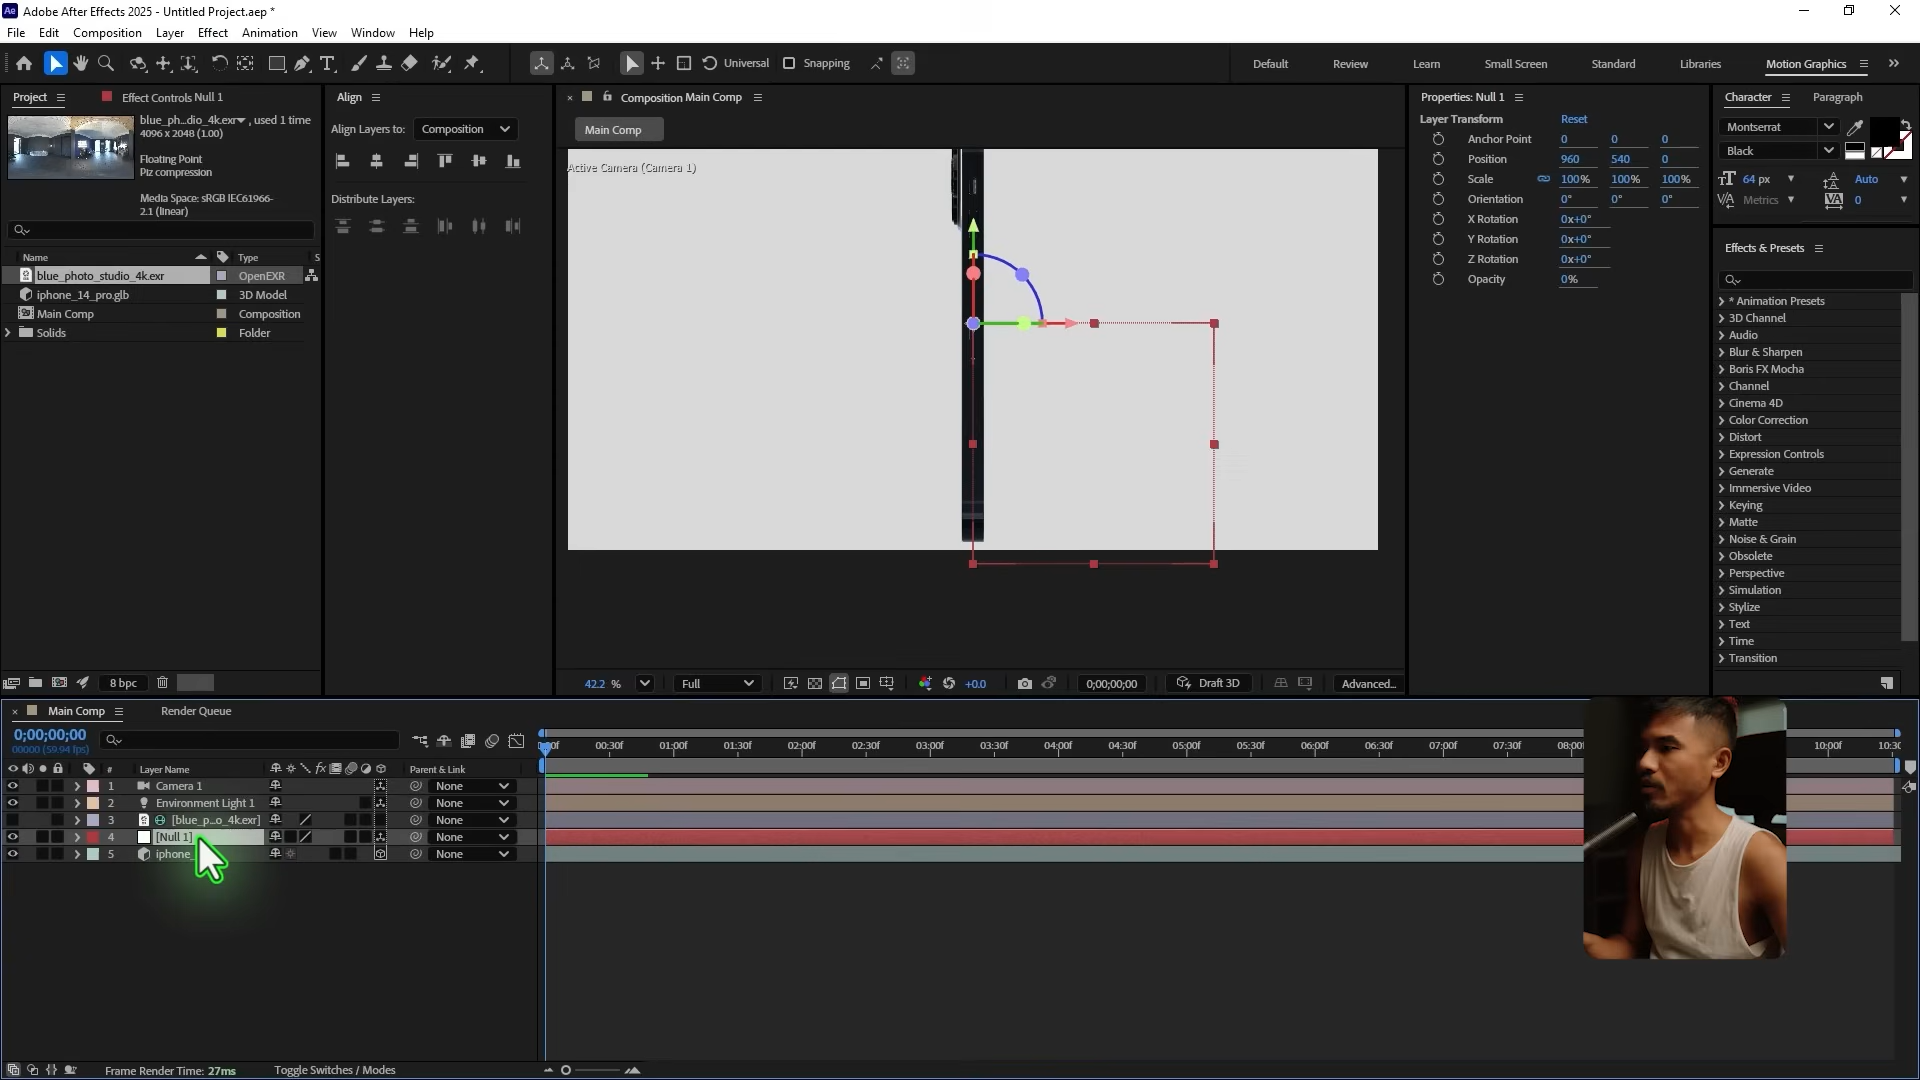 Adobe After Effects 2025 - Untitled Project.aep *
File Edit Composition Layer Effect Animation View Window Help
Universal Snapping Default Review Learn Small Screen Standard Libraries Motion Graphics
Project Effect Controls Null 1
blue_ph...dio_4k.exr , used 1 time
4096 x 2048 (1.00)
Floating Point
Piz compression
Media Space: sRGB IEC61966-
2.1 (linear)
Name Type S
blue_photo_studio_4k.exr OpenEXR
iphone_14_pro.glb 3D Model
Main Comp Composition
Solids Folder
8 bpc
Align
Align Layers to: Composition
Distribute Layers:
Composition Main Comp
Main Comp
Active Camera (Camera 1)
42.2 % Full +0.0 0;00;00;00 Draft 3D Advanced...
Properties: Null 1
Layer Transform Reset
Anchor Point 0 0 0
Position 960 540 0
Scale 100% 100% 100%
Orientation 0° 0° 0°
X Rotation 0x+0°
Y Rotation 0x+0°
Z Rotation 0x+0°
Opacity 0%
Character Paragraph
Montserrat
Black
64 px Auto
Metrics 0
Effects & Presets
* Animation Presets
3D Channel
Audio
Blur & Sharpen
Boris FX Mocha
Channel
Cinema 4D
Color Correction
Distort
Expression Controls
Generate
Immersive Video
Keying
Matte
Noise & Grain
Obsolete
Perspective
Simulation
Stylize
Text
Time
Transition
Main Comp Render Queue
0;00;00;00
00000 (59.94 fps)
00:30f 01:00f 01:30f 02:00f 02:30f 03:00f 03:30f 04:00f 04:30f 05:00f 05:30f 06:00f 06:30f 07:00f 07:30f 10:00f
# Layer Name Parent & Link
1 Camera 1 None
2 Environment Light 1 None
3 [blue_p...o_4k.exr] None
4 [Null 1] None
5 iphone_ None
Frame Render Time: 27ms Toggle Switches / Modes